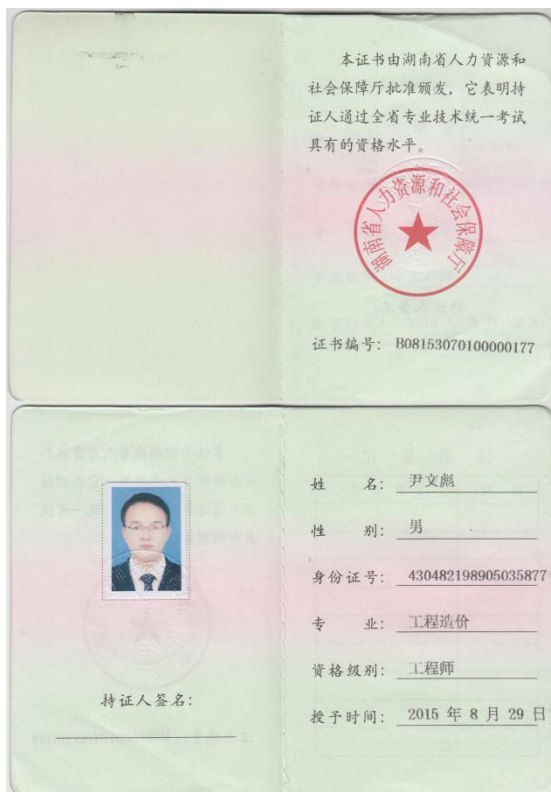 本证书由湖南省人力资源和
社会保障厅批准颁发，它表明持
证人通过全省专业技术统一考试
具有的资格水平。
湖南省人力资源和社会保障厅
证书编号： B08153070100000177
姓 名： 尹文彪
性 别： 男
身份证号： 430482198905035877
专 业： 工程造价
资格级别： 工程师
授予时间： 2015 年 8 月 29 日
持证人签名：